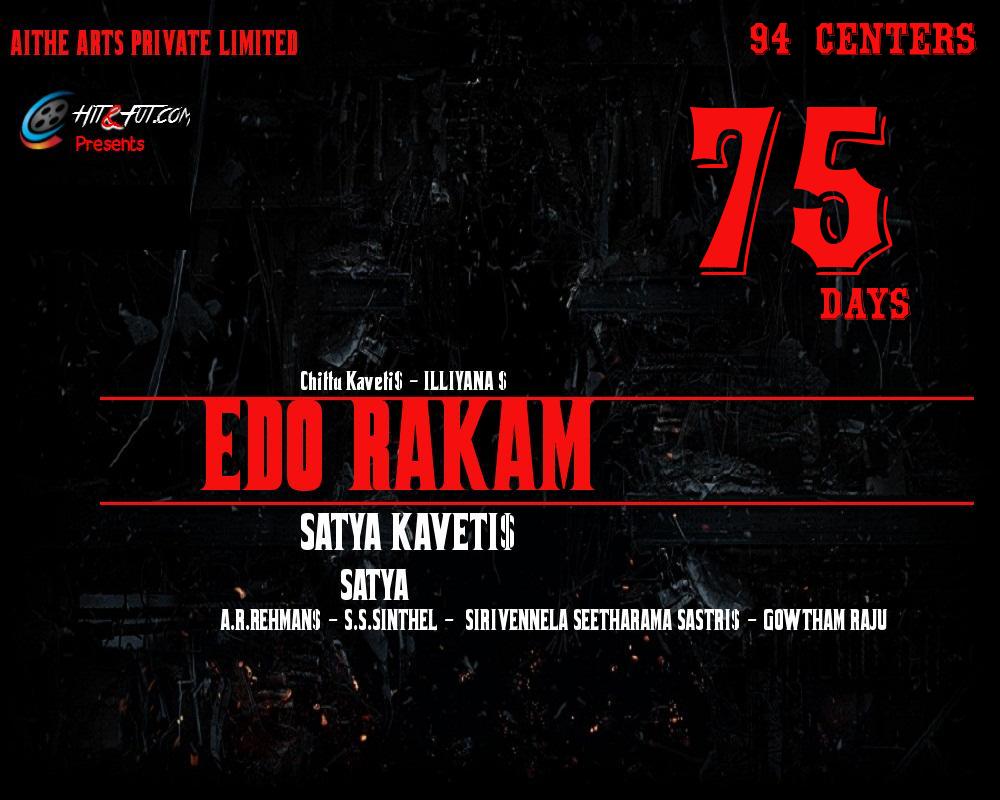 AITHE ARTS PRIVATE LIMITED
94 CENTERS
HIT&FUT.COM
Presents
75
DAYS
Chittu Kaveti$ - ILLIYANA $
EDO RAKAM
SATYA KAVETI$
SATYA
A.R.REHMAN$ - S.S.SINTHEL - SIRIVENNELA SEETHARAMA SASTRI$ - GOWTHAM RAJU